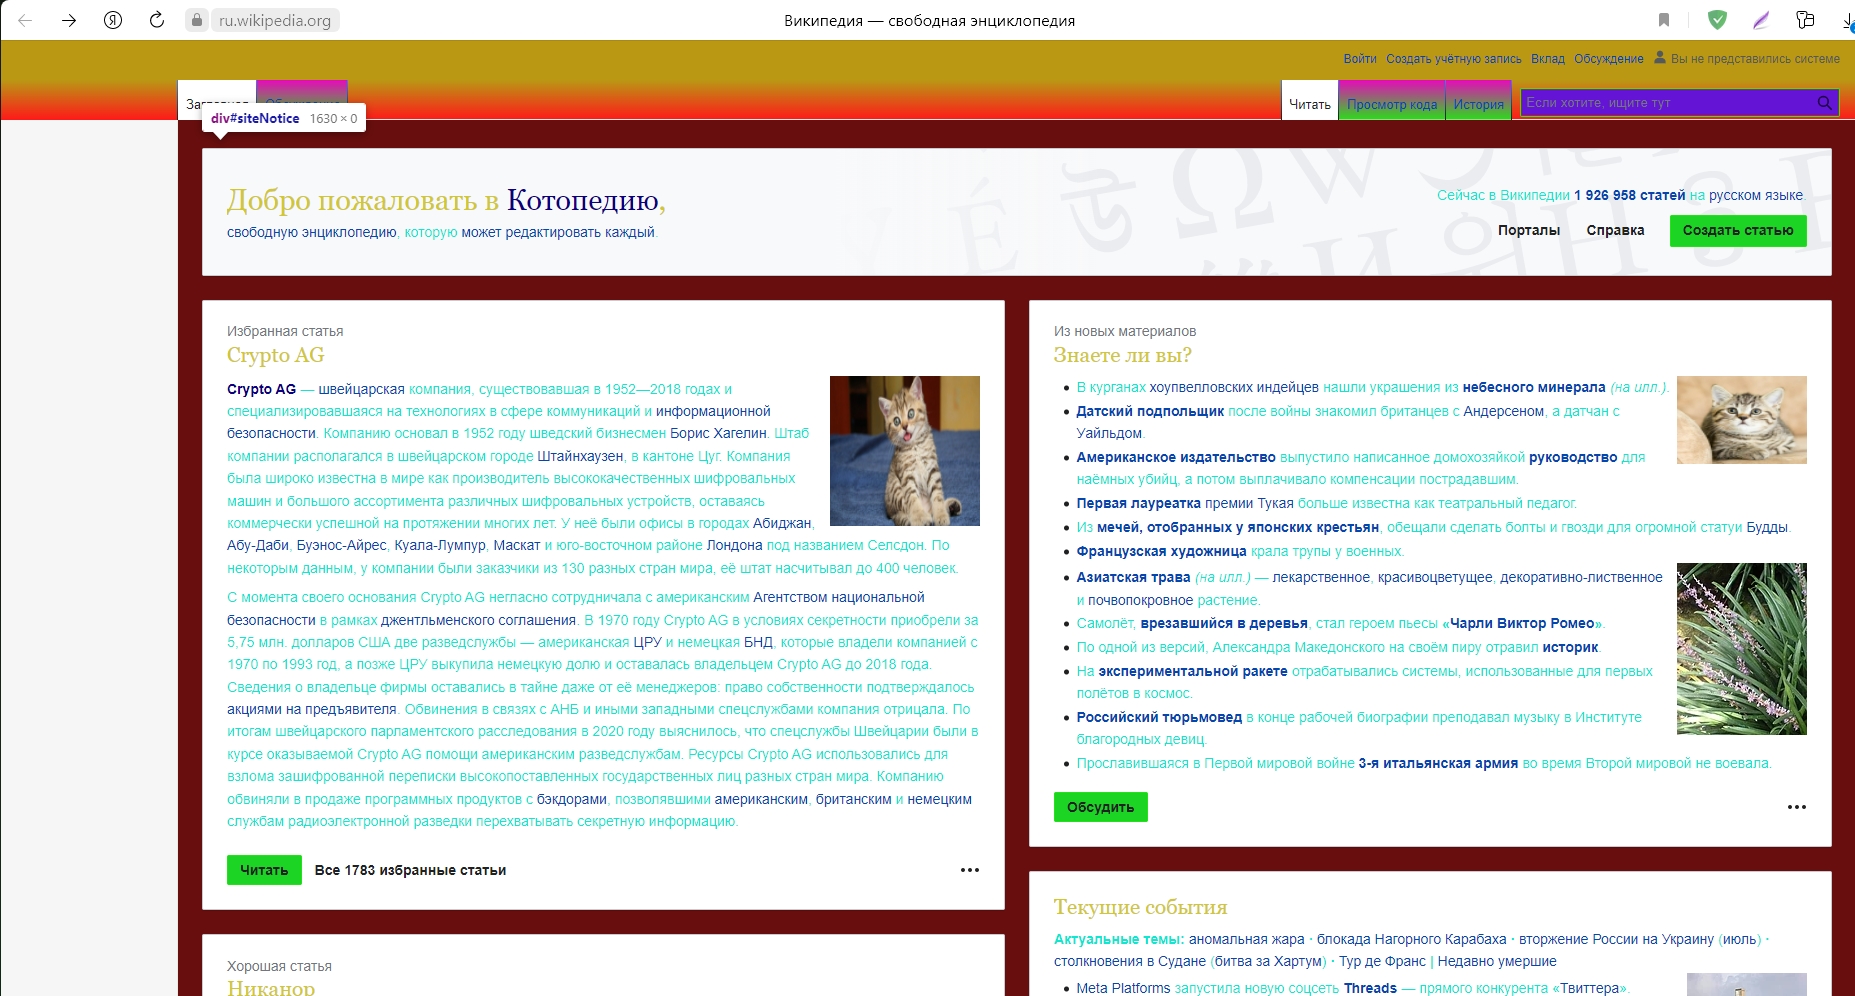 ru.wikipedia.org
Википедия — свободная энциклопедия
Войти Создать учётную запись Вклад Обсуждение Вы не представились системе
Читать Просмотр кода История Если хотите, ищите тут
div#siteNotice 1630 × 0
Добро пожаловать в Котопедию,
свободную энциклопедию, которую может редактировать каждый.
Сейчас в Википедии 1 926 958 статей на русском языке.
Порталы Справка Создать статью
Избранная статья
Crypto AG
Crypto AG — швейцарская компания, существовавшая в 1952—2018 годах и
специализировавшаяся на технологиях в сфере коммуникаций и информационной
безопасности. Компанию основал в 1952 году шведский бизнесмен Борис Хагелин. Штаб
компании располагался в швейцарском городе Штайнхаузен, в кантоне Цуг. Компания
была широко известна в мире как производитель высококачественных шифровальных
машин и большого ассортимента различных шифровальных устройств, оставаясь
коммерчески успешной на протяжении многих лет. У неё были офисы в городах Абиджан,
Абу-Даби, Буэнос-Айрес, Куала-Лумпур, Маскат и юго-восточном районе Лондона под названием Селсдон. По
некоторым данным, у компании были заказчики из 130 разных стран мира, её штат насчитывал до 400 человек.
С момента своего основания Crypto AG негласно сотрудничала с американским Агентством национальной
безопасности в рамках джентльменского соглашения. В 1970 году Crypto AG в условиях секретности приобрели за
5,75 млн. долларов США две разведслужбы — американская ЦРУ и немецкая БНД, которые владели компанией с
1970 по 1993 год, а позже ЦРУ выкупила немецкую долю и оставалась владельцем Crypto AG до 2018 года.
Сведения о владельце фирмы оставались в тайне даже от её менеджеров: право собственности подтверждалось
акциями на предъявителя. Обвинения в связях с АНБ и иными западными спецслужбами компания отрицала. По
итогам швейцарского парламентского расследования в 2020 году выяснилось, что спецслужбы Швейцарии были в
курсе оказываемой Crypto AG помощи американским разведслужбам. Ресурсы Crypto AG использовались для
взлома зашифрованной переписки высокопоставленных государственных лиц разных стран мира. Компанию
обвиняли в продаже программных продуктов с бэкдорами, позволявшими американским, британским и немецким
службам радиоэлектронной разведки перехватывать секретную информацию.
Читать Все 1783 избранные статьи
Хорошая статья
Никанор
Из новых материалов
Знаете ли вы?
В курганах хоупвелловских индейцев нашли украшения из небесного минерала (на илл.).
Датский подпольщик после войны знакомил британцев с Андерсеном, а датчан с
Уайльдом.
Американское издательство выпустило написанное домохозяйкой руководство для
наёмных убийц, а потом выплачивало компенсации пострадавшим.
Первая лауреатка премии Тукая больше известна как театральный педагог.
Из мечей, отобранных у японских крестьян, обещали сделать болты и гвозди для огромной статуи Будды.
Французская художница крала трупы у военных.
Азиатская трава (на илл.) — лекарственное, красивоцветущее, декоративно-лиственное
и почвопокровное растение.
Самолёт, врезавшийся в деревья, стал героем пьесы «Чарли Виктор Ромео».
По одной из версий, Александра Македонского на своём пиру отравил историк.
На экспериментальной ракете отрабатывались системы, использованные для первых
полётов в космос.
Российский тюрьмовед в конце рабочей биографии преподавал музыку в Институте
благородных девиц.
Прославившаяся в Первой мировой войне 3-я итальянская армия во время Второй мировой не воевала.
Обсудить
Текущие события
Актуальные темы: аномальная жара · блокада Нагорного Карабаха · вторжение России на Украину (июль) ·
столкновения в Судане (битва за Хартум) · Тур де Франс | Недавно умершие
Meta Platforms запустила новую соцсеть Threads — прямого конкурента «Твиттера».